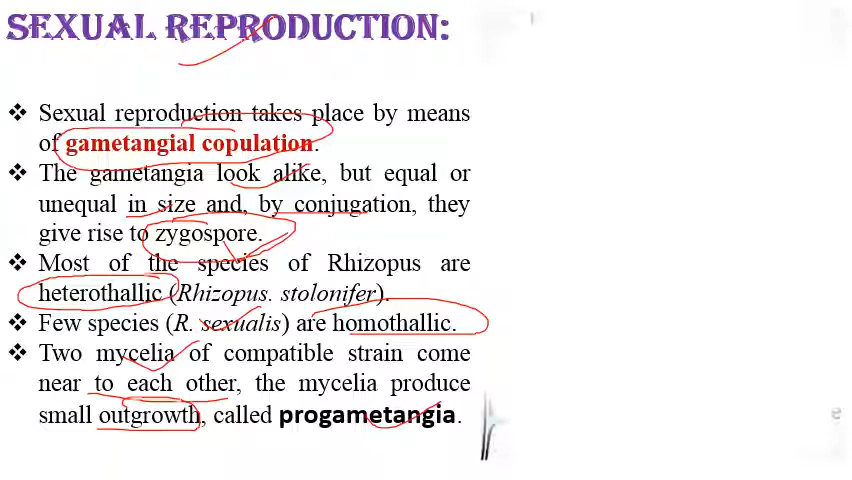 SEXUAL REPRODUCTION:
❖ Sexual reproduction takes place by means
of gametangial copulation.
❖ The gametangia look alike, but equal or
unequal in size and, by conjugation, they
give rise to zygospore.
❖ Most of the species of Rhizopus are
heterothallic (Rhizopus. stolonifer).
❖ Few species (R. sexualis) are homothallic.
❖ Two mycelia of compatible strain come
near to each other, the mycelia produce
small outgrowth, called progametangia.
e